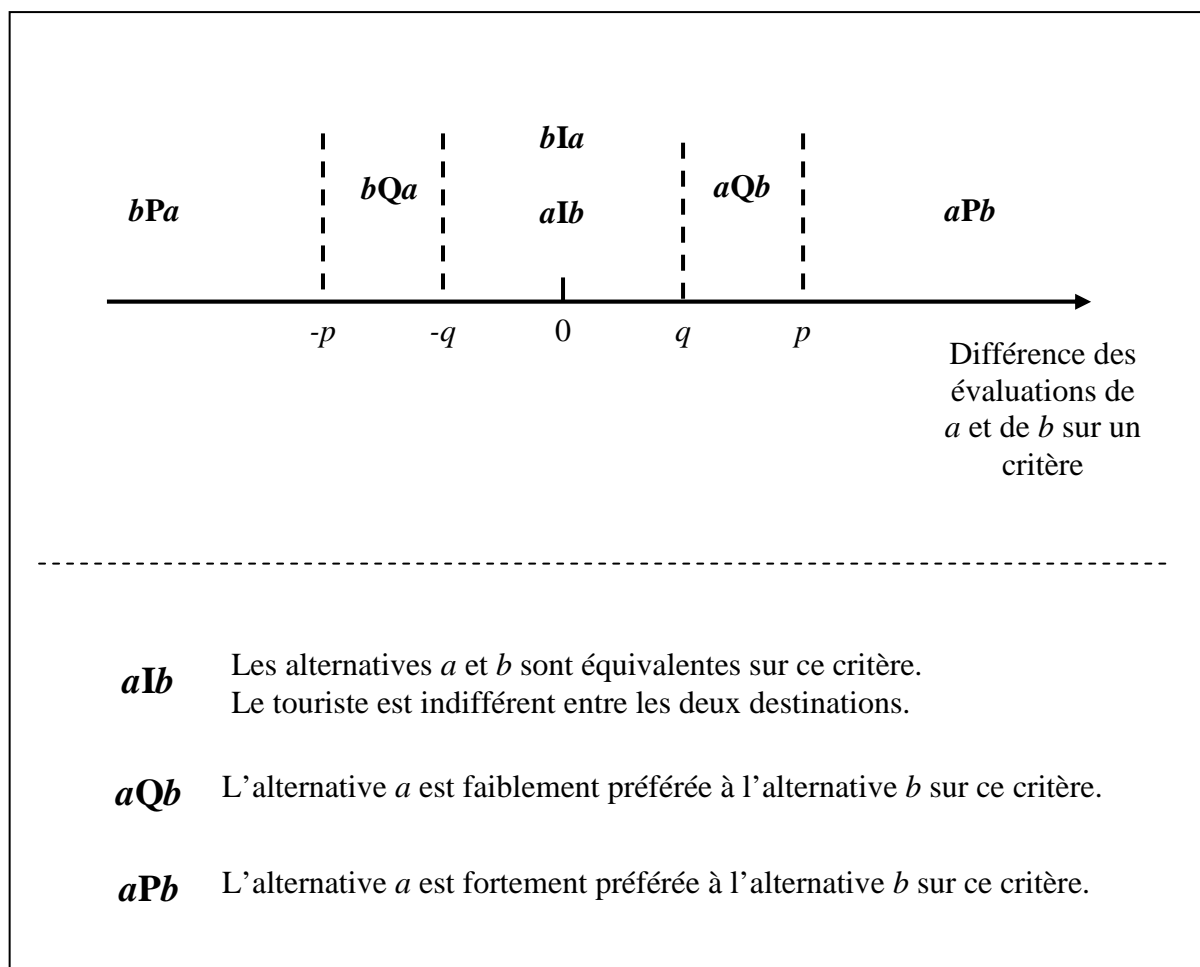 bIa
bQa
aQb
bPa
aIb
aPb
-p
-q
0
q
p
Différence des
évaluations de
a et de b sur un
critère
aIb
Les alternatives a et b sont équivalentes sur ce critère.
Le touriste est indifférent entre les deux destinations.
aQb
L’alternative a est faiblement préférée à l’alternative b sur ce critère.
aPb
L’alternative a est fortement préférée à l’alternative b sur ce critère.